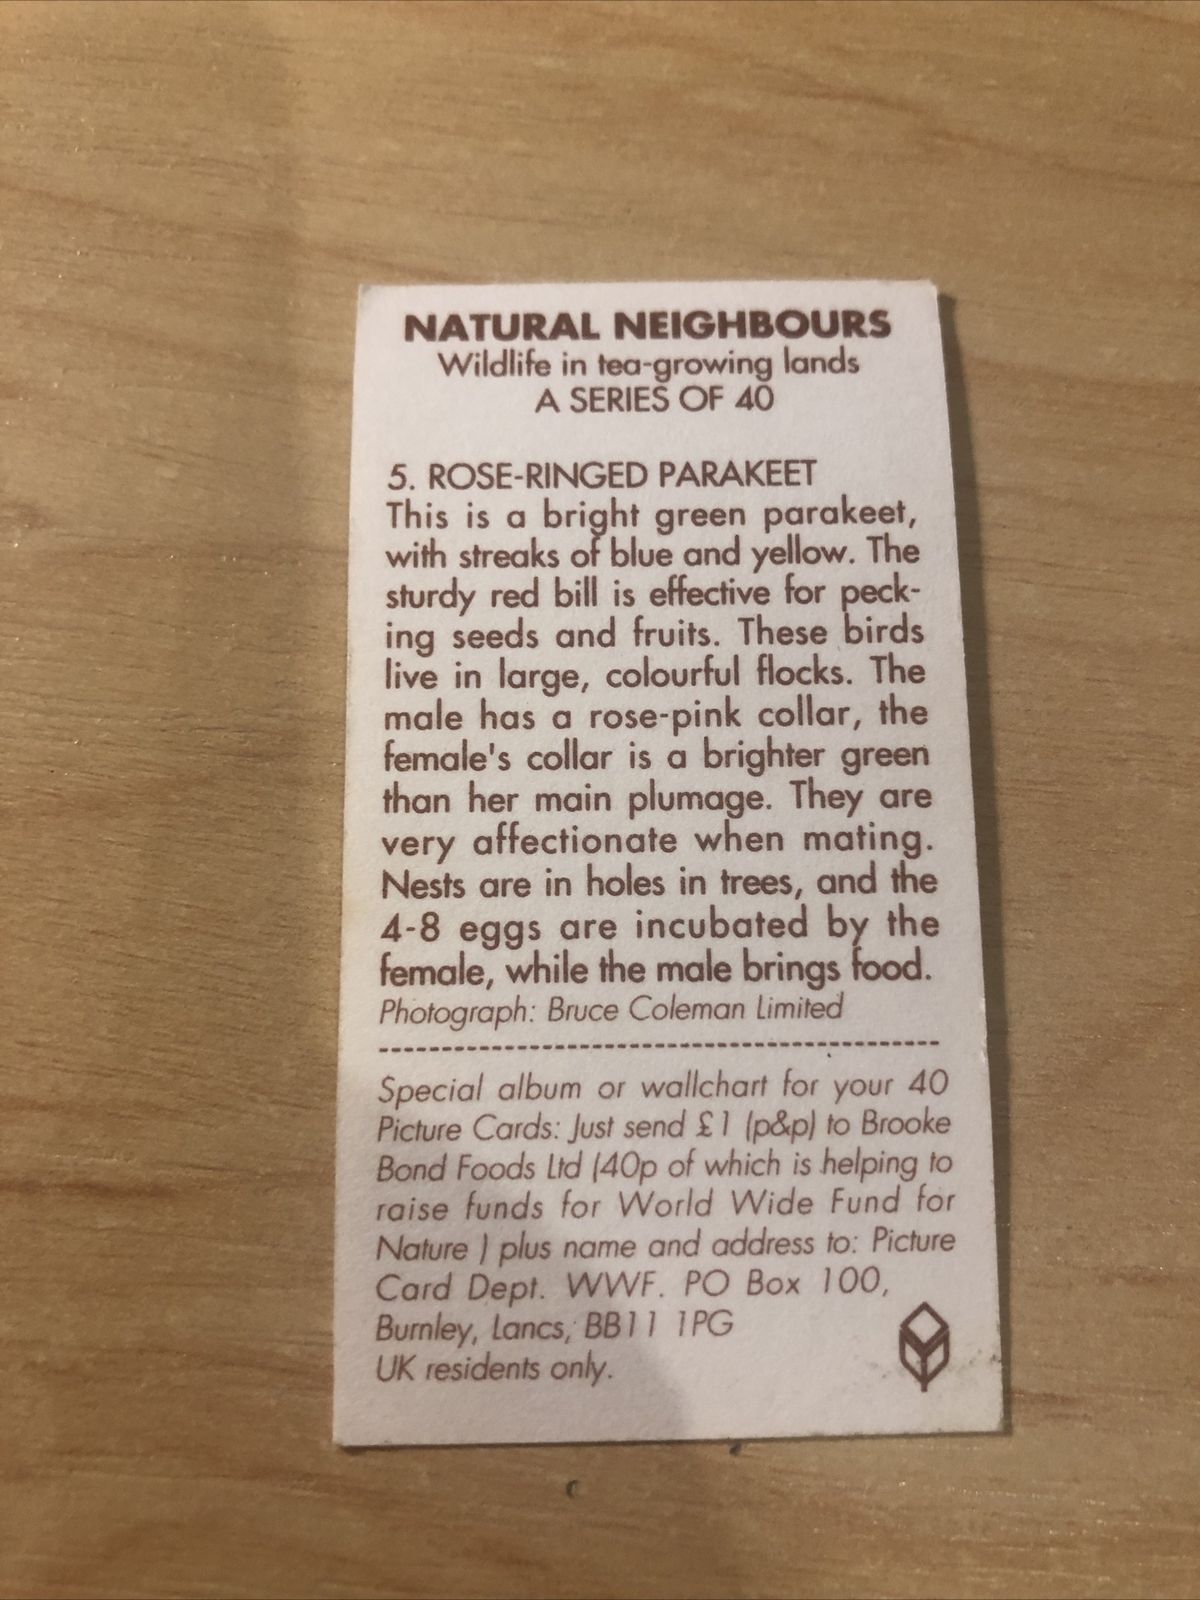 NATURAL NEIGHBOURS
Wildlife in tea-growing lands
A SERIES OF 40
5. ROSE-RINGED PARAKEET
This is a bright green parakeet,
with streaks of blue and yellow. The
sturdy red bill is effective for peck-
ing seeds and fruits. These birds
live in large, colourful flocks. The
male has a rose-pink collar, the
female's collar is a brighter green
than her main plumage. They are
very affectionate when mating.
Nests are in holes in trees, and the
4-8 eggs are incubated by the
female, while the male brings food.
Photograph: Bruce Coleman Limited
Special album or wallchart for your 40
Picture Cards: Just send £1 (p&p) to Brooke
Bond Foods Ltd (40p of which is helping to
raise funds for World Wide Fund for
Nature ) plus name and address to: Picture
Card Dept. WWF. PO Box 100,
Burnley, Lancs, BB11 1PG
UK residents only.